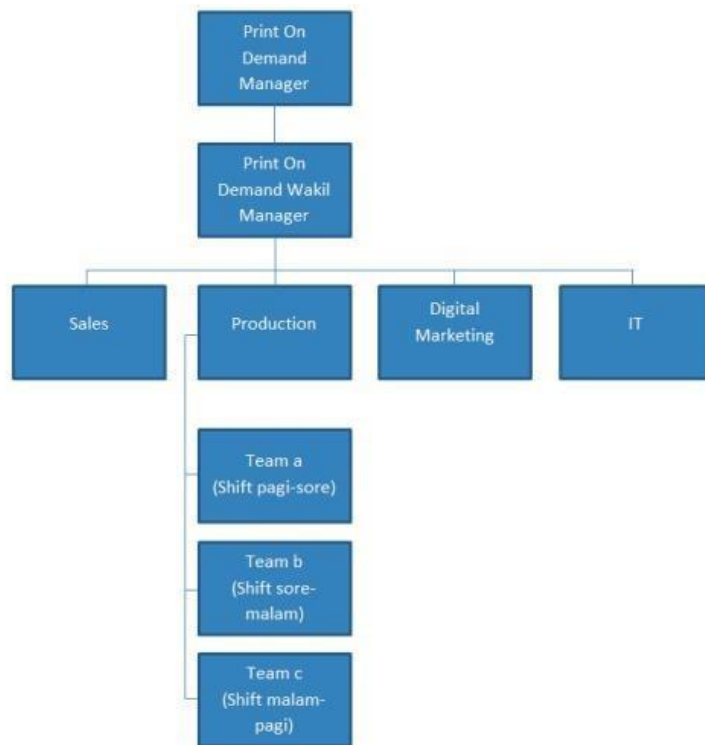 Print On
Demand
Manager
Print On
Demand Wakil
Manager
Sales
Production
Digital
Marketing
IT
Team a
(Shift pagi-sore)
Team b
(Shift sore-
malam)
Team c
(Shift malam-
pagi)